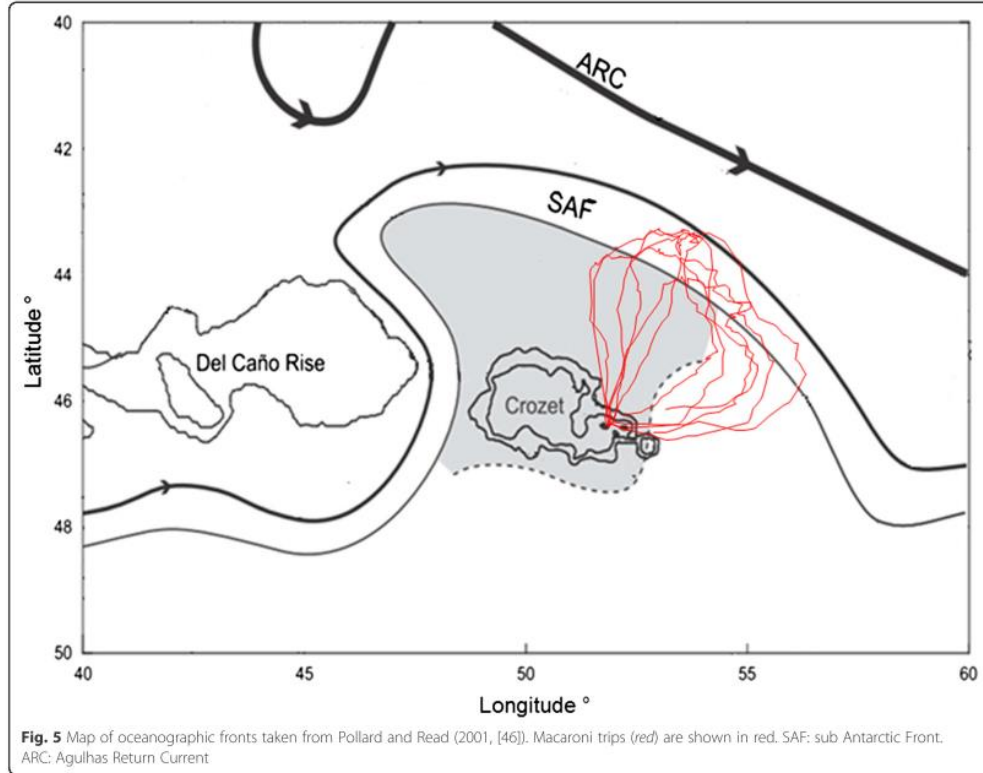 40
ARC
42
SAF
44
Latitude °
Del Caño Rise
46
Crozet
48
50
40
45
50
55
60
Longitude °
Fig. 5 Map of oceanographic fronts taken from Pollard and Read (2001, [46]). Macaroni trips (red) are shown in red. SAF: sub Antarctic Front.
ARC: Agulhas Return Current